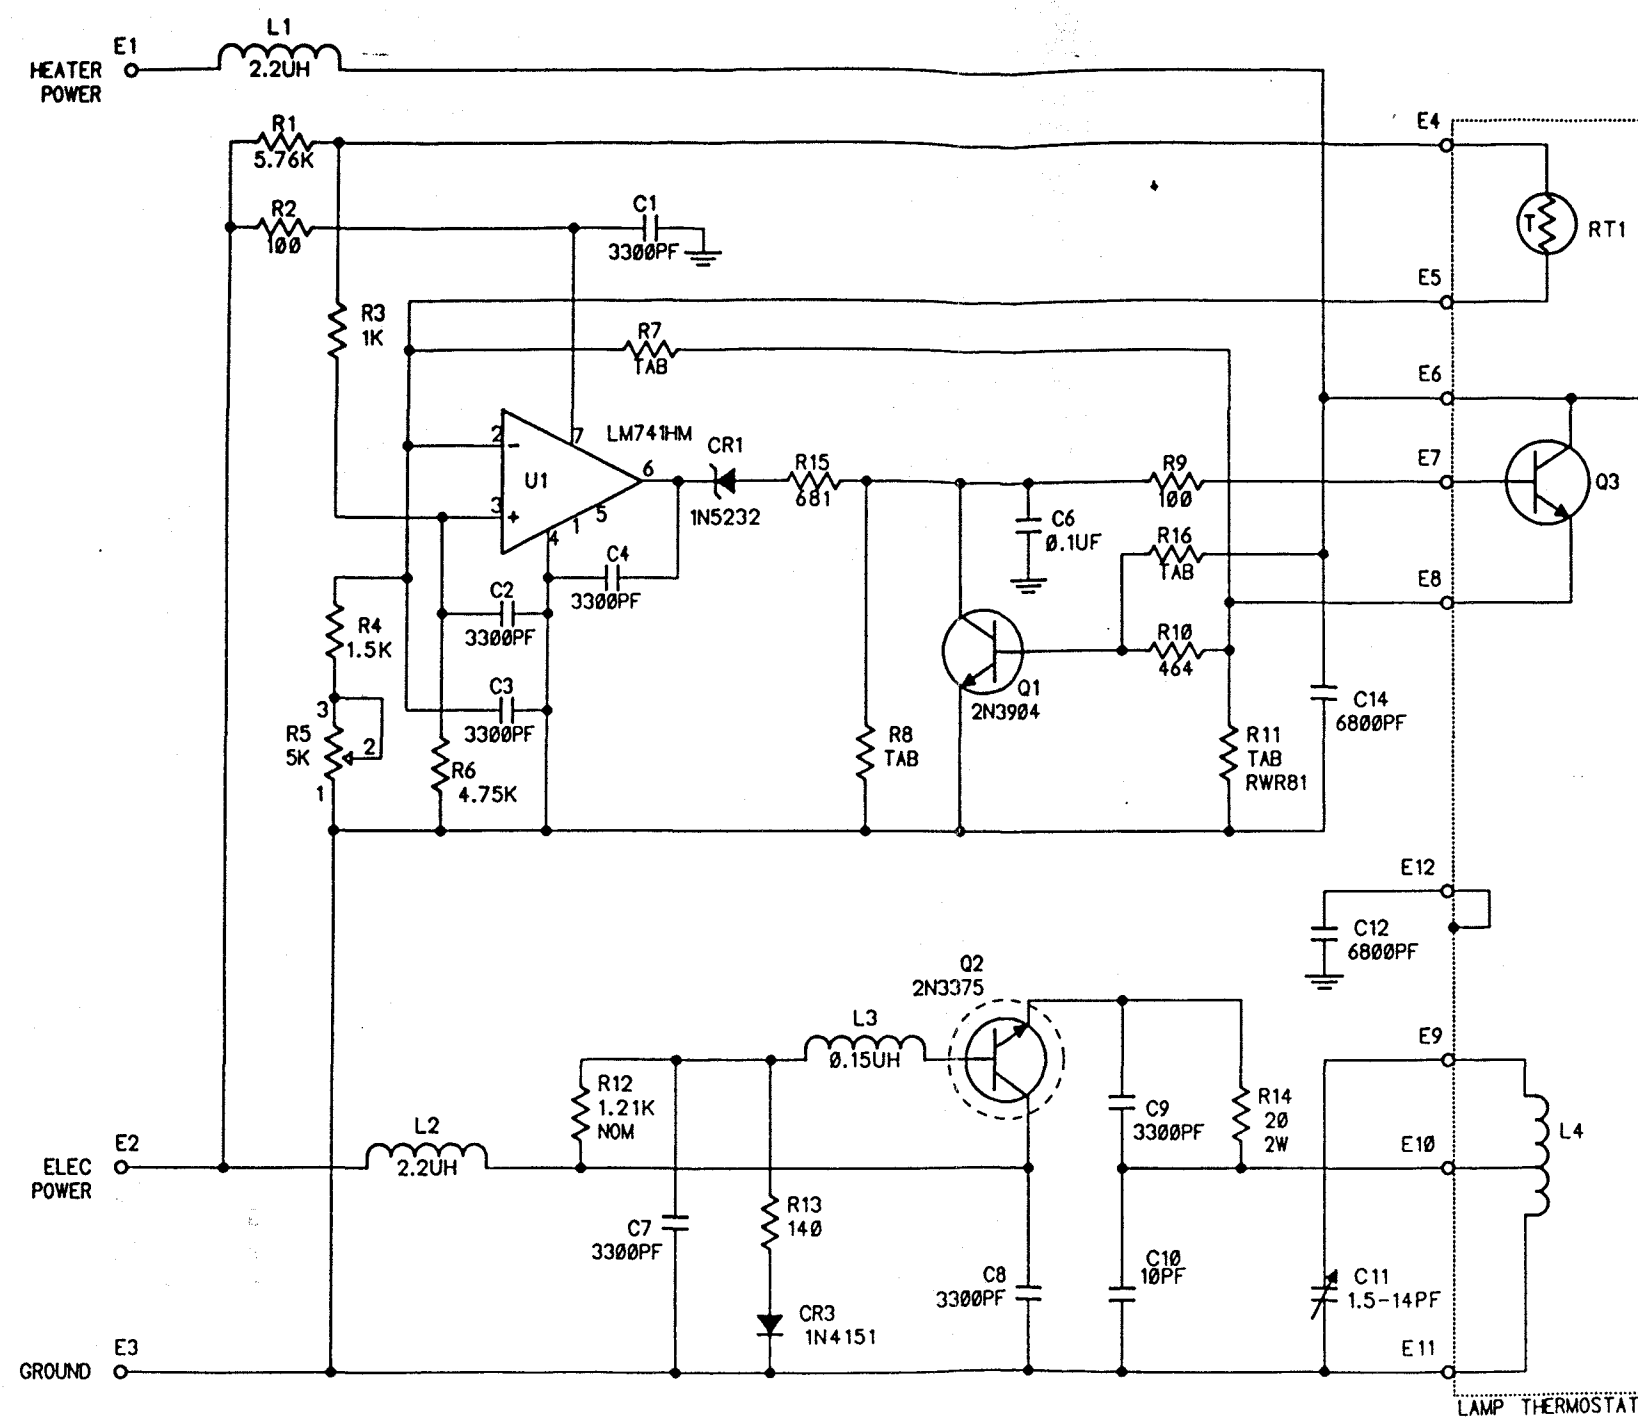 L1
E1
2.2UH
HEATER
POWER
R1
5.76K
E4
R2
100
C1
3300PF
T
RT1
E5
R3
1K
R7
TAB
E6
2
-
7
LM741HM
CR1
6
U1
R15
681
1N5232
R9
100
E7
Q3
3
+
5
1
4
C6
0.1UF
R16
TAB
C4
3300PF
E8
C2
3300PF
R4
1.5K
R10
464
C3
3300PF
Q1
2N3904
C14
6800PF
3
R5
5K
2
1
R6
4.75K
R8
TAB
R11
TAB
RWR81
E12
C12
6800PF
Q2
2N3375
L3
0.15UH
E9
R12
1.21K
NOM
C9
3300PF
R14
20
2W
L4
E2
L2
2.2UH
E10
ELEC
POWER
C7
3300PF
R13
140
C8
3300PF
C10
10PF
C11
1.5-14PF
CR3
1N4151
E3
E11
GROUND
LAMP THERMOSTAT